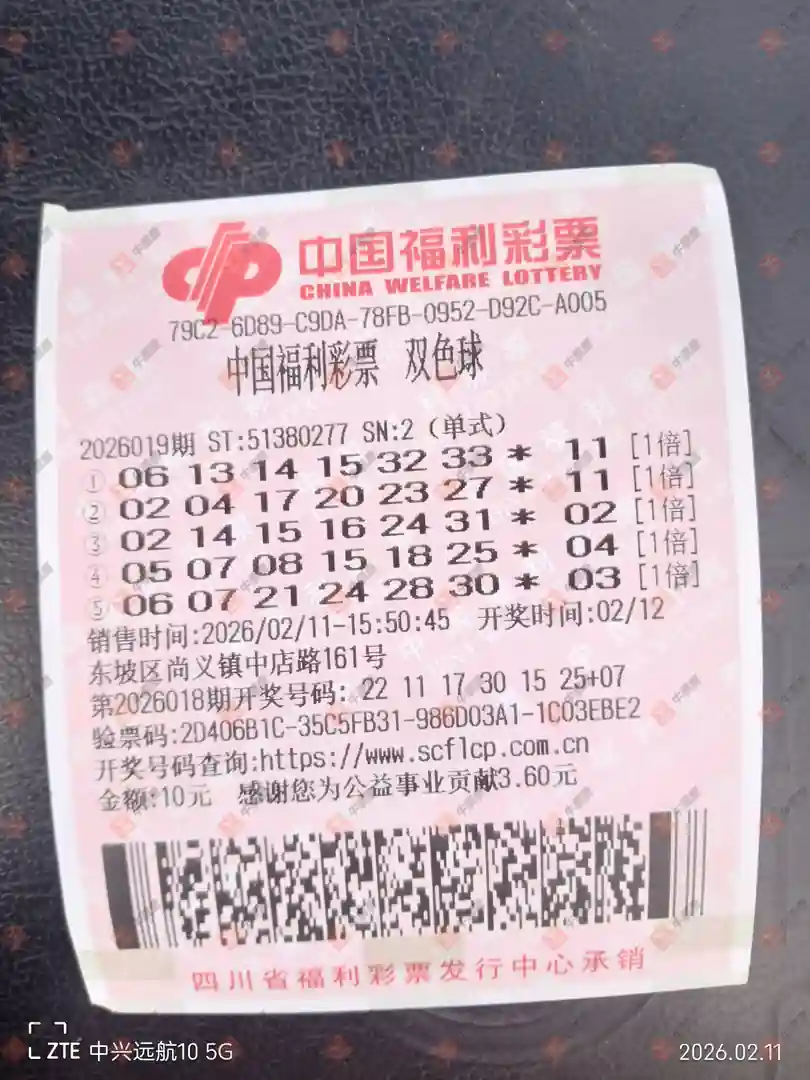 中国福利彩票
CHINA WELFARE LOTTERY
79C2-6D89-C9DA-78FB-0952-D92C-A005
中国福利彩票 双色球
2026019期 ST:51380277 SN:2 (单式)
① 06 13 14 15 32 33 * 11 [1倍]
② 02 04 17 20 23 27 * 11 [1倍]
③ 02 14 15 16 24 31 * 02 [1倍]
④ 05 07 08 15 18 25 * 04 [1倍]
⑤ 06 07 21 24 28 30 * 03 [1倍]
销售时间:2026/02/11-15:50:45 开奖时间:02/12
东坡区尚义镇中店路161号
第2026018期开奖号码: 22 11 17 30 15 25+07
验票码:2D406B1C-35C5FB31-986D03A1-1C03EBE2
开奖号码查询:https://www.scflcp.com.cn
金额:10元 感谢您为公益事业贡献3.60元
四川省福利彩票发行中心承销
ZTE 中兴远航10 5G
2026.02.11